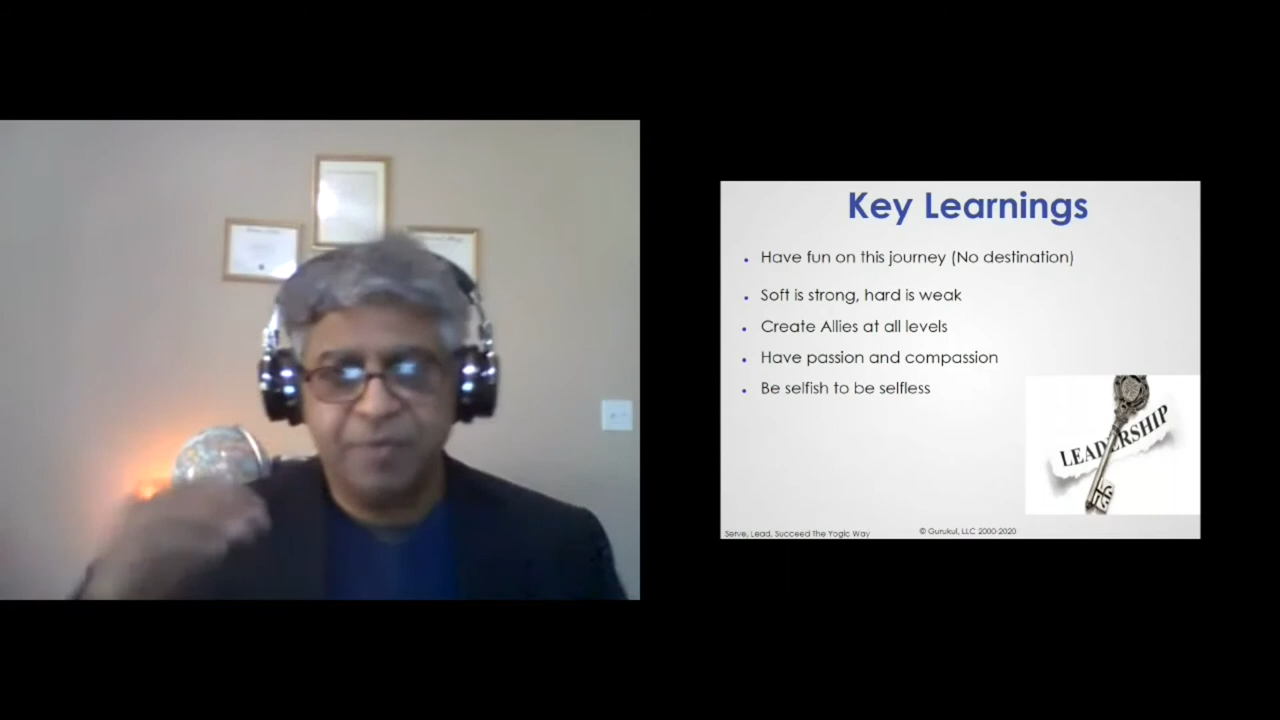 Key Learnings
Have fun on this journey (No destination)
Soft is strong, hard is weak
Create Allies at all levels
Have passion and compassion
Be selfish to be selfless
LEADERSHIP
Serve, Lead, Succeed The Yogic Way
© Gurukul, LLC 2000-2020